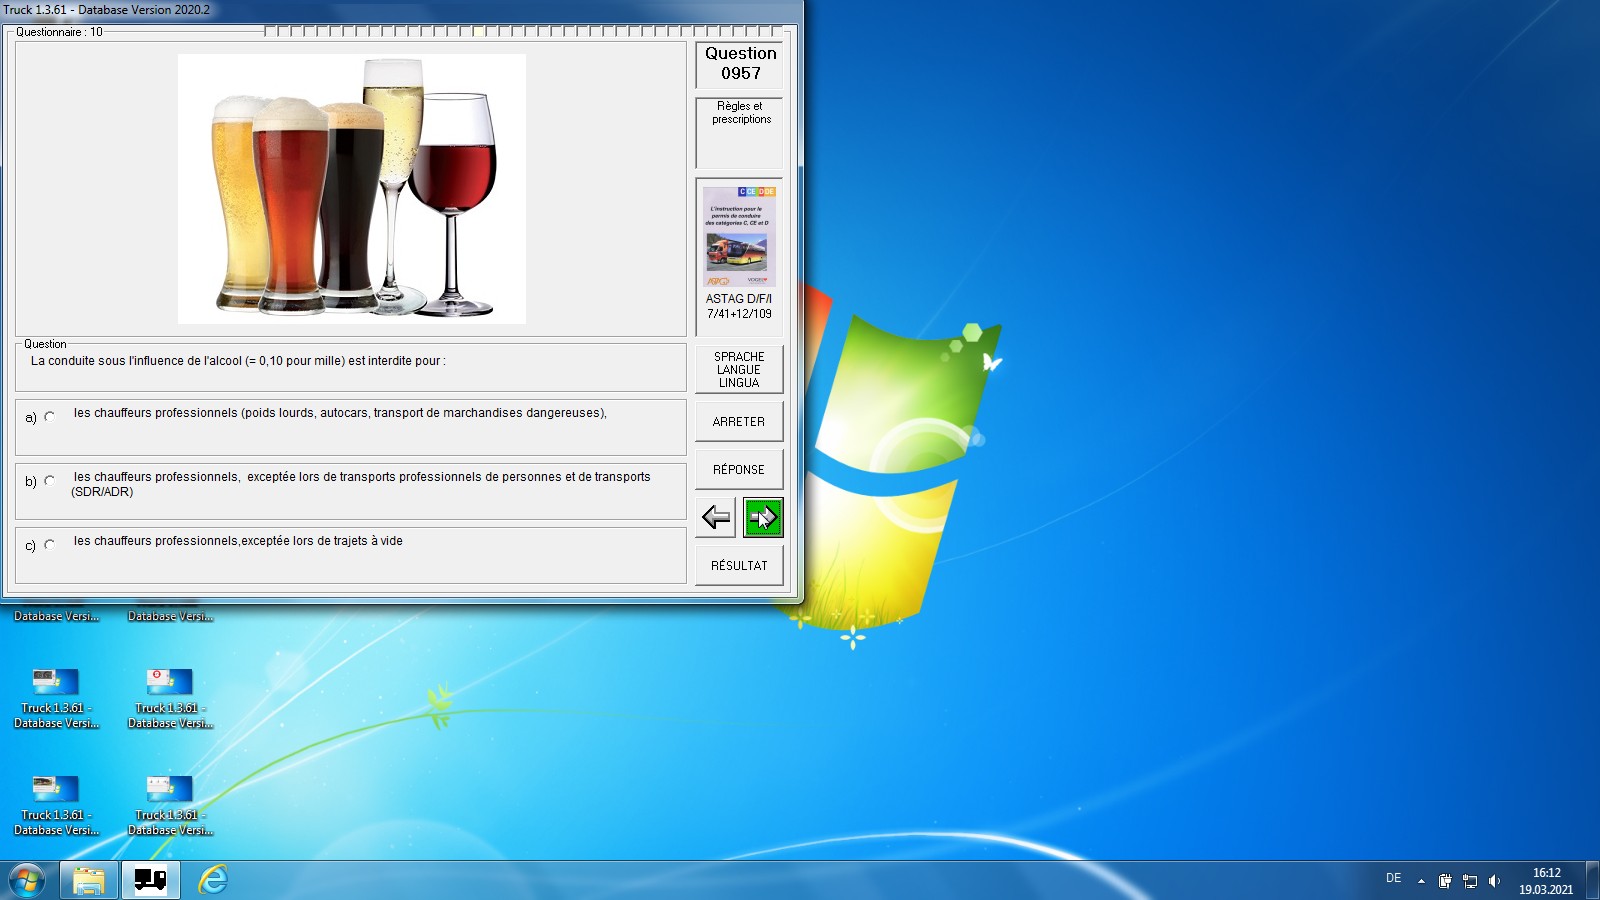 Truck 1.3.61 - Database Version 2020.2
Questionnaire : 10
Question
0957
Règles et
prescriptions
C CE D DE
L'instruction pour le
permis de conduire
des catégories C, CE et D
ASTAG D/F/I
7/41+12/109
Question
La conduite sous l'influence de l'alcool (= 0,10 pour mille) est interdite pour :
a) les chauffeurs professionnels (poids lourds, autocars, transport de marchandises dangereuses),
b) les chauffeurs professionnels, exceptée lors de transports professionnels de personnes et de transports
(SDR/ADR)
c) les chauffeurs professionnels,exceptée lors de trajets à vide
SPRACHE
LANGUE
LINGUA
ARRETER
RÉPONSE
RÉSULTAT
Database Versi...
Database Versi...
Truck 1.3.61 -
Database Versi...
Truck 1.3.61 -
Database Versi...
Truck 1.3.61 -
Database Versi...
Truck 1.3.61 -
Database Versi...
DE
16:12
19.03.2021